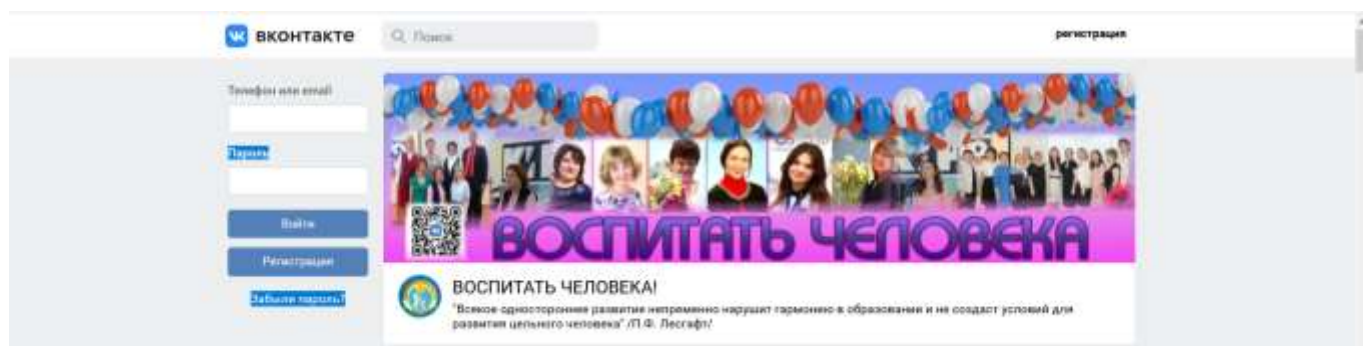 вконтакте
Поиск
регистрация
Телефон или email
Пароль
Войти
Регистрация
Забыли пароль?
ВОСПИТАТЬ ЧЕЛОВЕКА
ВОСПИТАТЬ ЧЕЛОВЕКА!
"Всякое одностороннее развитие непременно нарушит гармонию в образовании и не создаст условий для
развития цельного человека" /П.Ф. Лесгафт/